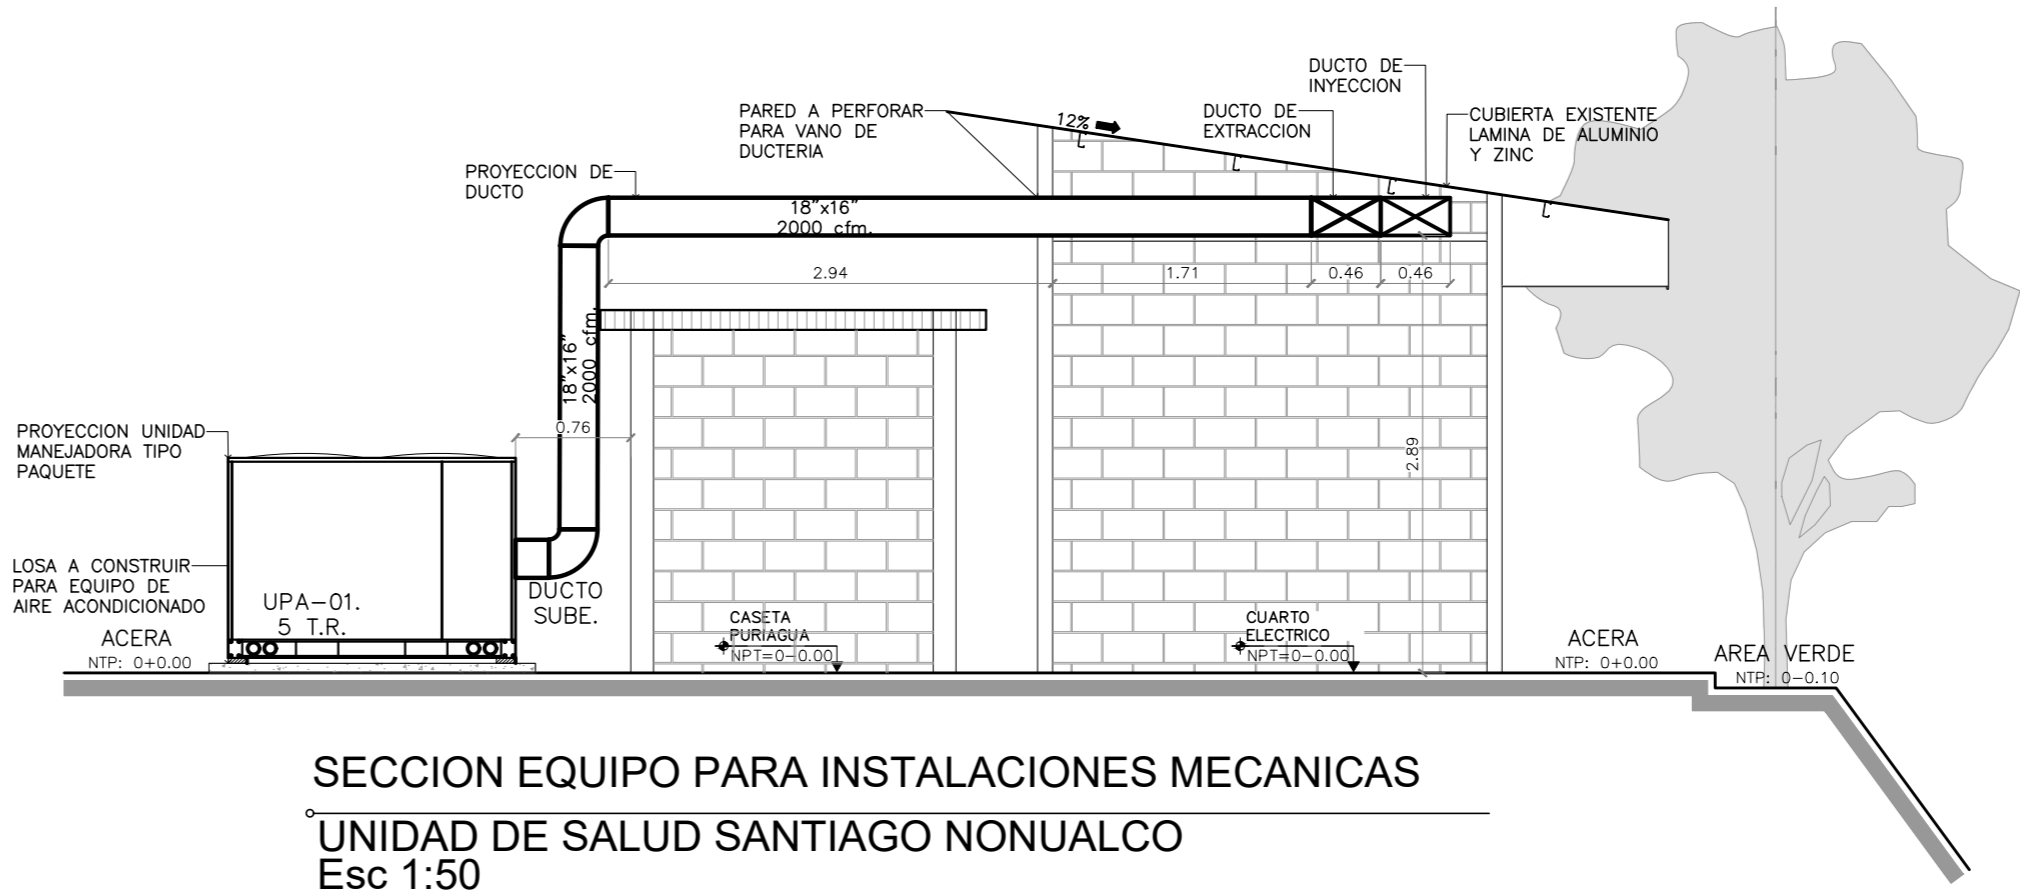 DUCTO DE
INYECCION
PARED A PERFORAR
PARA VANO DE
DUCTERIA
12%
DUCTO DE
EXTRACCION
CUBIERTA EXISTENTE
LAMINA DE ALUMINIO
Y ZINC
PROYECCION DE
DUCTO
18"x16"
2000 cfm.
2.94
1.71
0.46
0.46
18"x16"
2000 cfm.
0.76
2.89
PROYECCION UNIDAD
MANEJADORA TIPO
PAQUETE
LOSA A CONSTRUIR
PARA EQUIPO DE
AIRE ACONDICIONADO
UPA-01.
5 T.R.
DUCTO
SUBE.
ACERA
NTP: 0+0.00
CASETA
PURIAGUA
NPT=0-0.00
CUARTO
ELECTRICO
NPT=0-0.00
ACERA
NTP: 0+0.00
AREA VERDE
NTP: 0-0.10
SECCION EQUIPO PARA INSTALACIONES MECANICAS
UNIDAD DE SALUD SANTIAGO NONUALCO
Esc 1:50